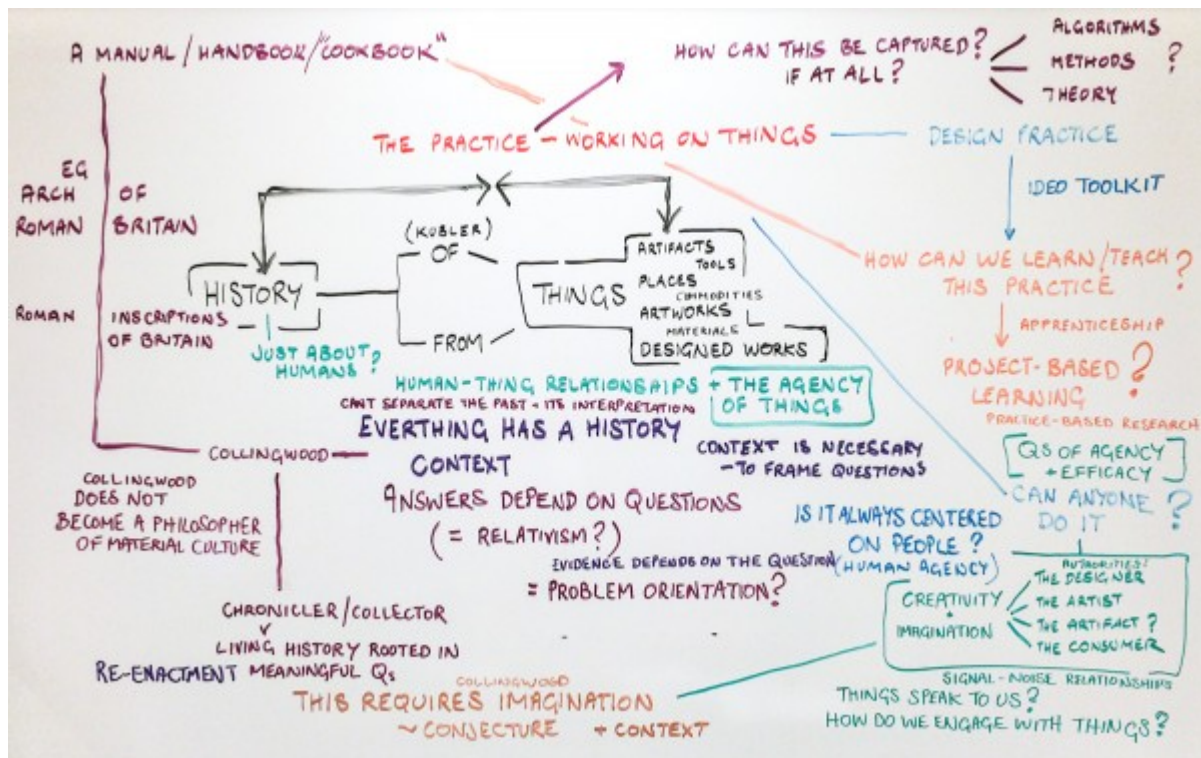 A MANUAL / HANDBOOK / "COOKBOOK"
HOW CAN THIS BE CAPTURED?
IF AT ALL?
ALGORITHMS
METHODS ?
THEORY
THE PRACTICE – WORKING ON THINGS
DESIGN PRACTICE
IDEO TOOLKIT
EG
ARCH OF
ROMAN BRITAIN
ROMAN INSCRIPTIONS
OF BRITAIN
HISTORY
JUST ABOUT
HUMANS?
(KUBLER)
OF
FROM
THINGS
ARTIFACTS
TOOLS
PLACES
COMMODITIES
ARTWORKS
MATERIALS
DESIGNED WORKS
HOW CAN WE LEARN/TEACH
THIS PRACTICE ?
APPRENTICESHIP
PROJECT-BASED ?
LEARNING
PRACTICE-BASED RESEARCH
HUMAN-THING RELATIONSHIPS + THE AGENCY
OF THINGS
CANT SEPARATE THE PAST + ITS INTERPRETATION
EVERTHING HAS A HISTORY
CONTEXT
CONTEXT IS NECESSARY
– TO FRAME QUESTIONS
QS OF AGENCY
+ EFFICACY
CAN ANYONE
DO IT ?
COLLINGWOOD
COLLINGWOOD
DOES NOT
BECOME A PHILOSOPHER
OF MATERIAL CULTURE
ANSWERS DEPEND ON QUESTIONS
(= RELATIVISM?)
EVIDENCE DEPENDS ON THE QUESTION
= PROBLEM ORIENTATION?
IS IT ALWAYS CENTERED
ON PEOPLE?
(HUMAN AGENCY)
CREATIVITY
+
IMAGINATION
AUTHORITIES?
THE DESIGNER
THE ARTIST
THE ARTIFACT ?
THE CONSUMER
SIGNAL-NOISE RELATIONSHIPS
THINGS SPEAK TO US?
HOW DO WE ENGAGE WITH THINGS?
CHRONICLER/COLLECTOR
LIVING HISTORY ROOTED IN
RE-ENACTMENT MEANINGFUL Qs
COLLINGWOOD
THIS REQUIRES IMAGINATION
~ CONJECTURE + CONTEXT